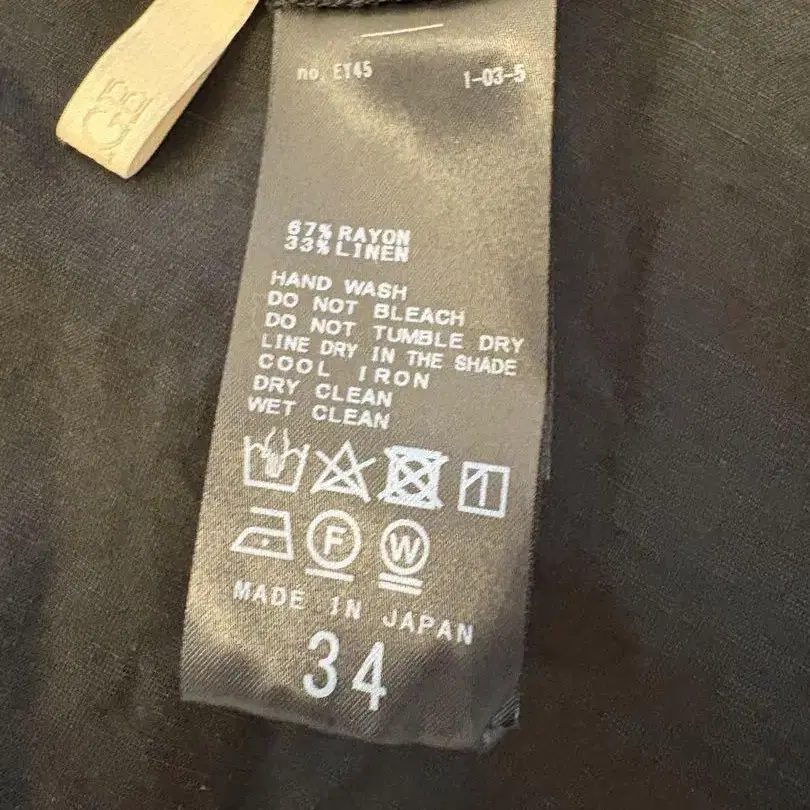 no. EY45 1-03-5
67% RAYON
33% LINEN
HAND WASH
DO NOT BLEACH
DO NOT TUMBLE DRY
LINE DRY IN THE SHADE
COOL IRON
DRY CLEAN
WET CLEAN
F W
MADE IN JAPAN
34